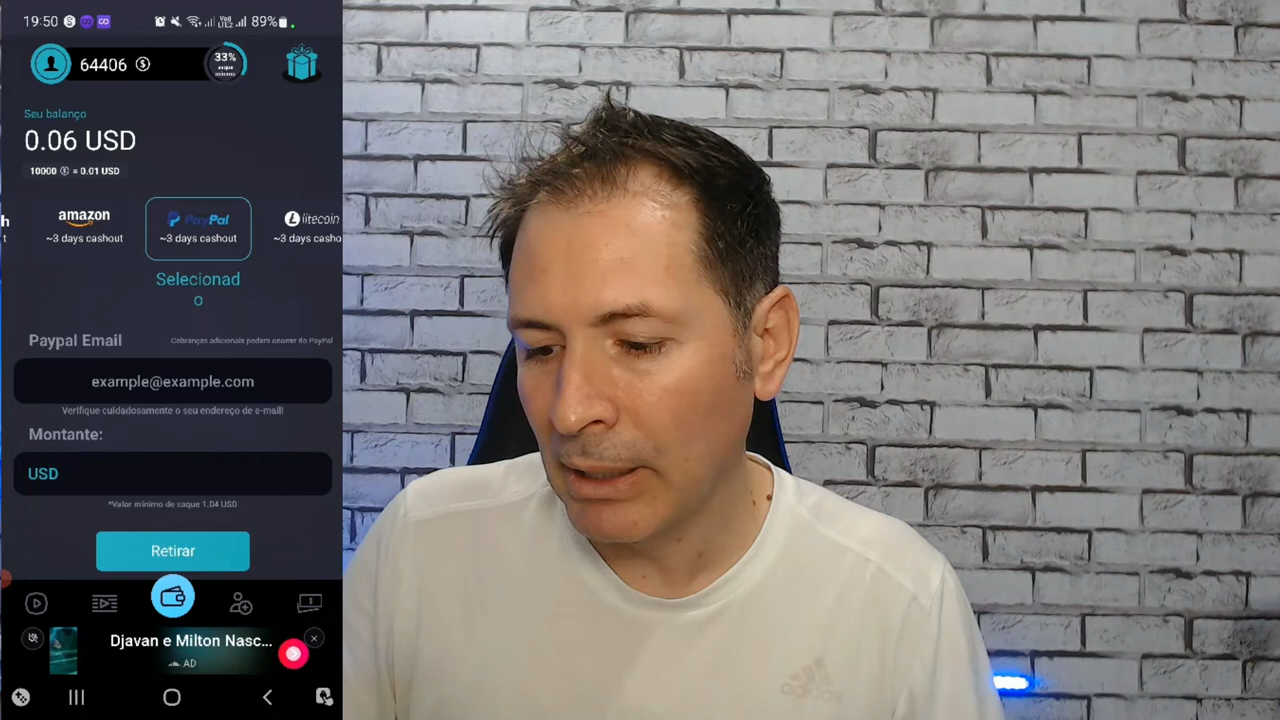 19:50
89%
64406
33%
saque
mínimo
Seu balanço
0.06 USD
10000 = 0.01 USD
h
t
amazon
~3 days cashout
PayPal
~3 days cashout
litecoin
~3 days casho
Selecionad
o
Paypal Email
Cobranças adicionais podem ocorrer do PayPal
example@example.com
Verifique cuidadosamente o seu endereço de e-mail!
Montante:
USD
*Valor mínimo de saque 1.04 USD
Retirar
Djavan e Milton Nasc...
AD